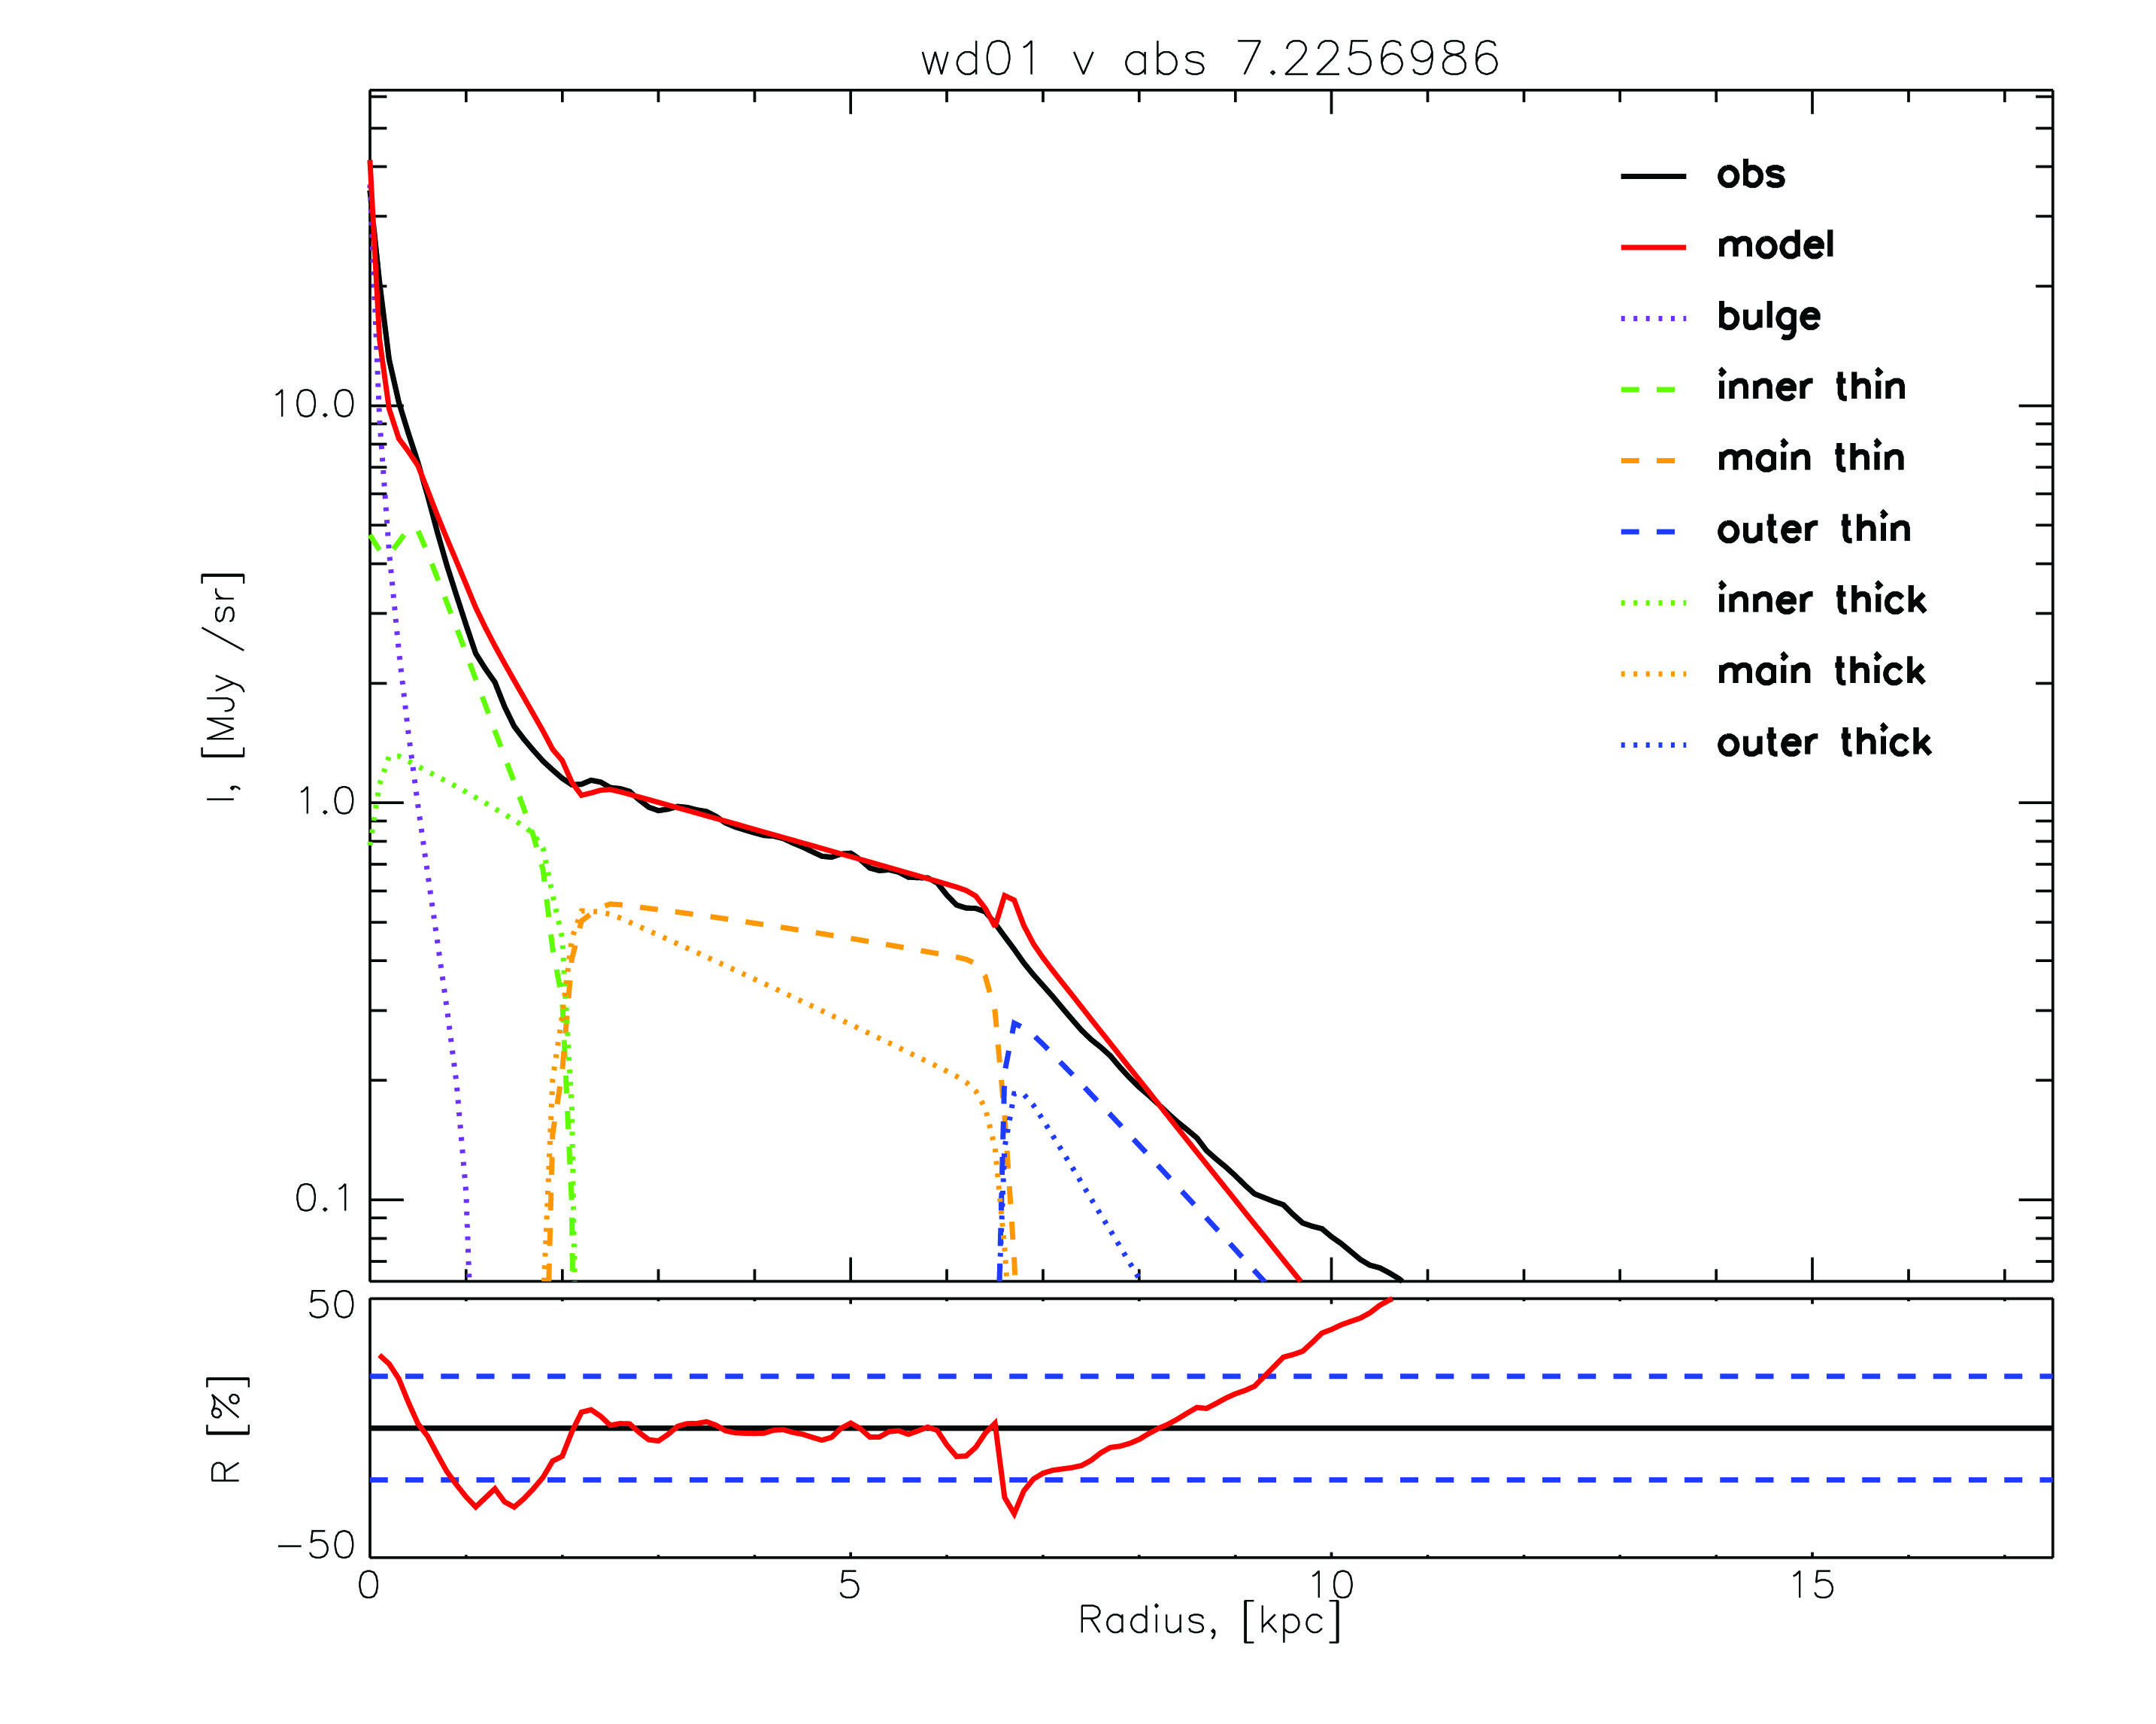 wd01 v abs 7.2256986
obs
model
bulge
inner thin
main thin
outer thin
inner thick
main thick
outer thick
I, [MJy /sr]
10.0
1.0
0.1
R [%]
50
-50
0 5 10 15
Radius, [kpc]